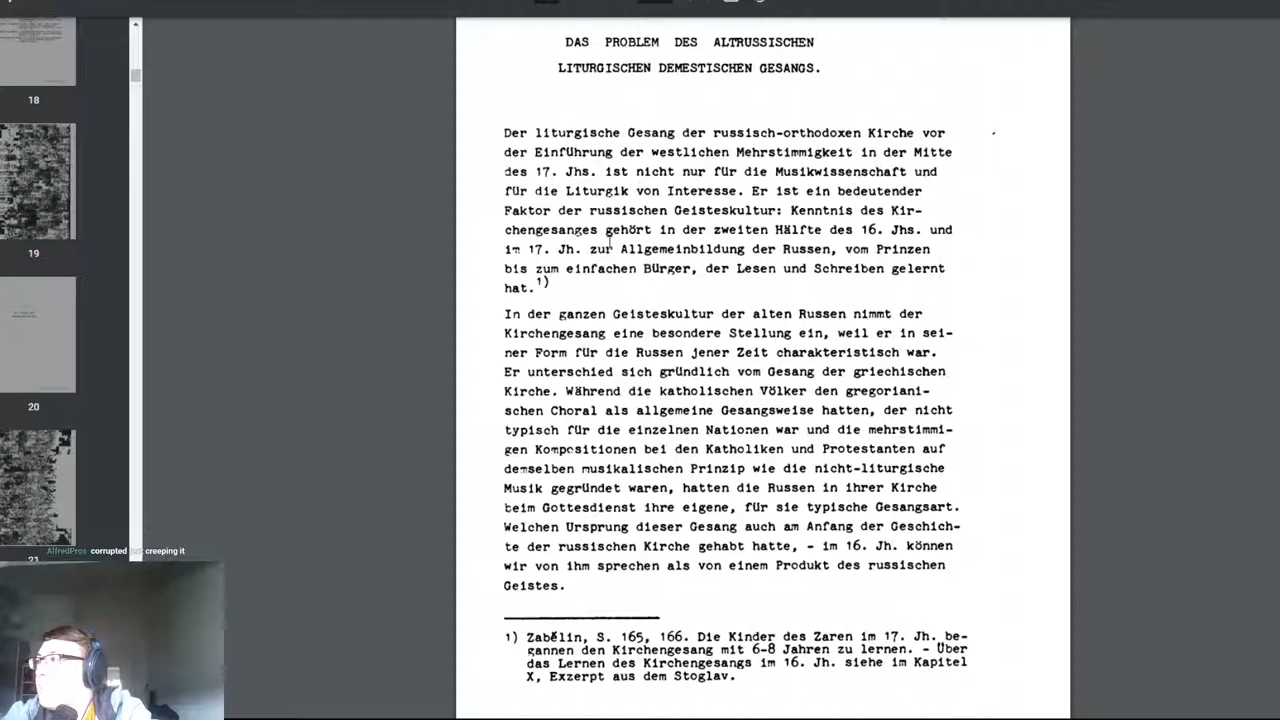 18
19
20
21
DAS PROBLEM DES ALTRUSSISCHEN
LITURGISCHEN DEMESTISCHEN GESANGS.
Der liturgische Gesang der russisch-orthodoxen Kirche vor
der Einführung der westlichen Mehrstimmigkeit in der Mitte
des 17. Jhs. ist nicht nur für die Musikwissenschaft und
für die Liturgik von Interesse. Er ist ein bedeutender
Faktor der russischen Geisteskultur: Kenntnis des Kir-
chengesanges gehört in der zweiten Hälfte des 16. Jhs. und
im 17. Jh. zur Allgemeinbildung der Russen, vom Prinzen
bis zum einfachen Bürger, der Lesen und Schreiben gelernt
hat.1)
In der ganzen Geisteskultur der alten Russen nimmt der
Kirchengesang eine besondere Stellung ein, weil er in sei-
ner Form für die Russen jener Zeit charakteristisch war.
Er unterschied sich gründlich vom Gesang der griechischen
Kirche. Während die katholischen Völker den gregoriani-
schen Choral als allgemeine Gesangsweise hatten, der nicht
typisch für die einzelnen Nationen war und die mehrstimmi-
gen Kompositionen bei den Katholiken und Protestanten auf
demselben musikalischen Prinzip wie die nicht-liturgische
Musik gegründet waren, hatten die Russen in ihrer Kirche
beim Gottesdienst ihre eigene, für sie typische Gesangsart.
Welchen Ursprung dieser Gesang auch am Anfang der Geschich-
te der russischen Kirche gehabt hatte, - im 16. Jh. können
wir von ihm sprechen als von einem Produkt des russischen
Geistes.
1) Zabělin, S. 165, 166. Die Kinder des Zaren im 17. Jh. be-
gannen den Kirchengesang mit 6-8 Jahren zu lernen. - Über
das Lernen des Kirchengesangs im 16. Jh. siehe im Kapitel
X, Exzerpt aus dem Stoglav.
AlfredPros corrupted just creeping it